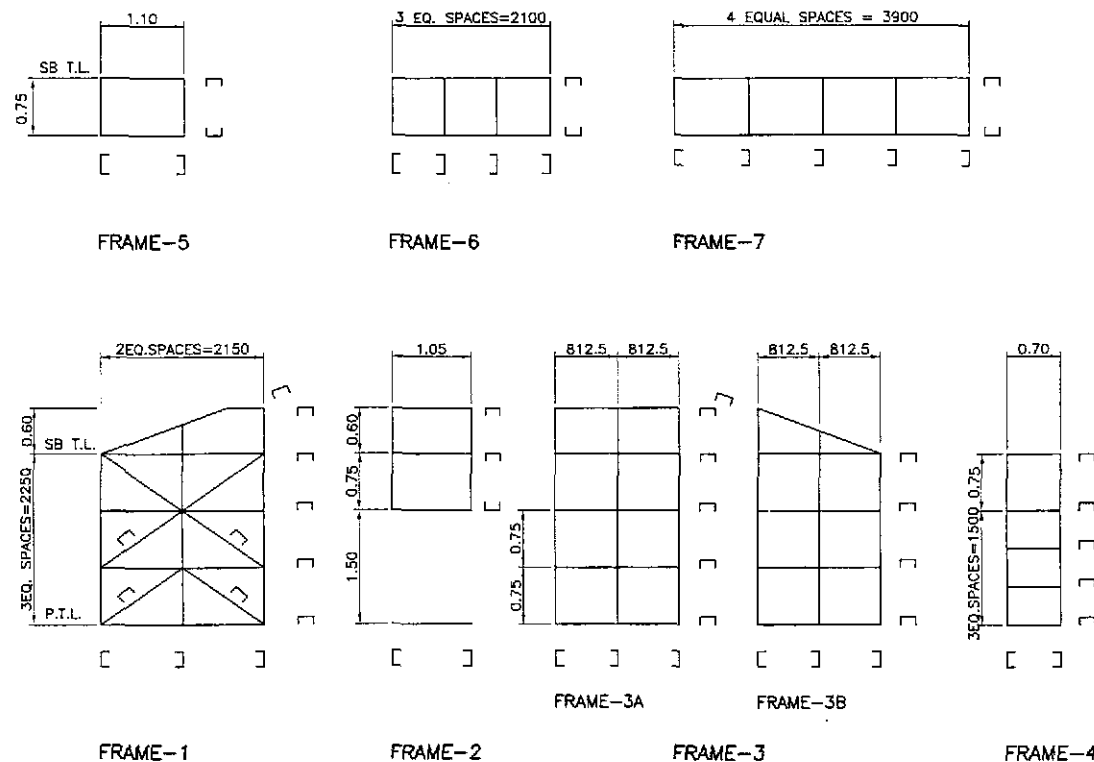 1.10
3 EQ. SPACES=2100
4 EQUAL SPACES = 3900
SB T.L.
0.75
FRAME-5
FRAME-6
FRAME-7
2EQ.SPACES=2150
1.05
812.5 812.5
812.5 812.5
0.70
0.60
SB T.L.
3EQ. SPACES=2250
P.T.L.
0.60
0.75
1.50
0.75
0.75
0.75
3EQ.SPACES=1500
FRAME-3A
FRAME-3B
FRAME-1
FRAME-2
FRAME-3
FRAME-4